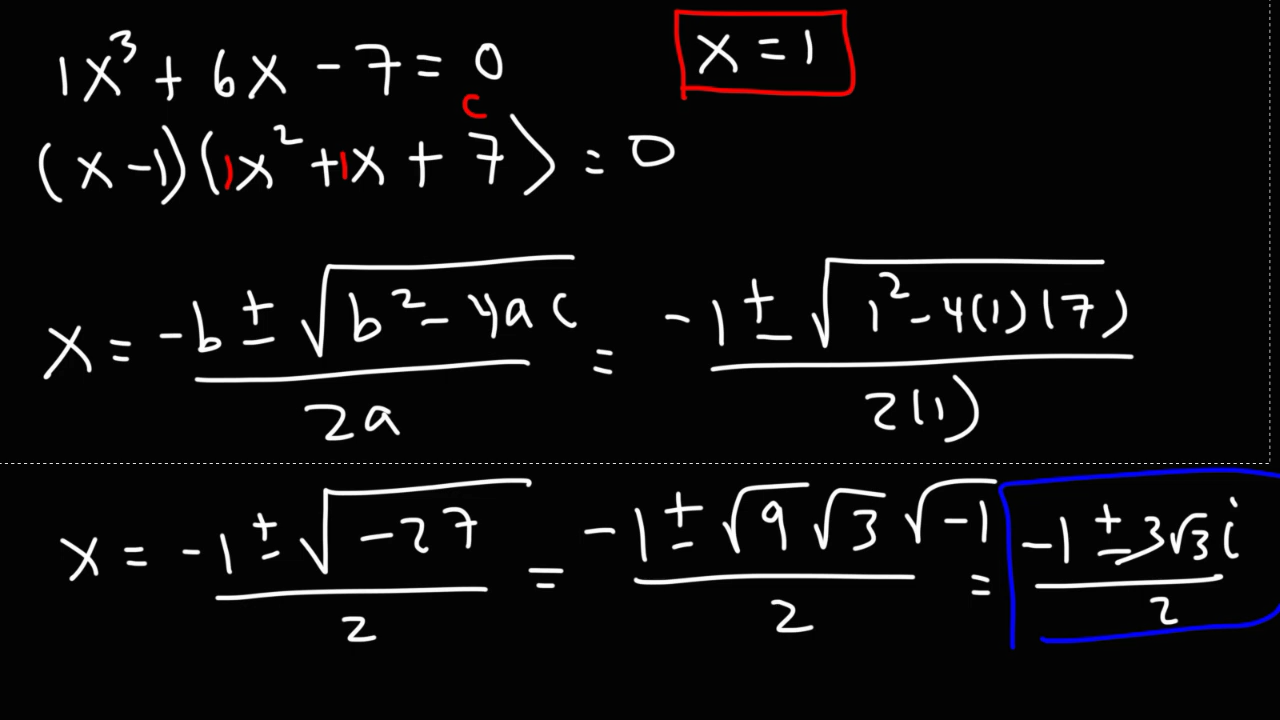 1x³ + 6x - 7 = 0
x = 1
c
(x - 1)(1x² + 1x + 7) = 0
x = (-b ± √(b² - 4ac))/2a = (-1 ± √(1² - 4(1)(7)))/2(1)
x = (-1 ± √-27)/2 = (-1 ± √9 √3 √-1)/2 = (-1 ± 3√3 i)/2